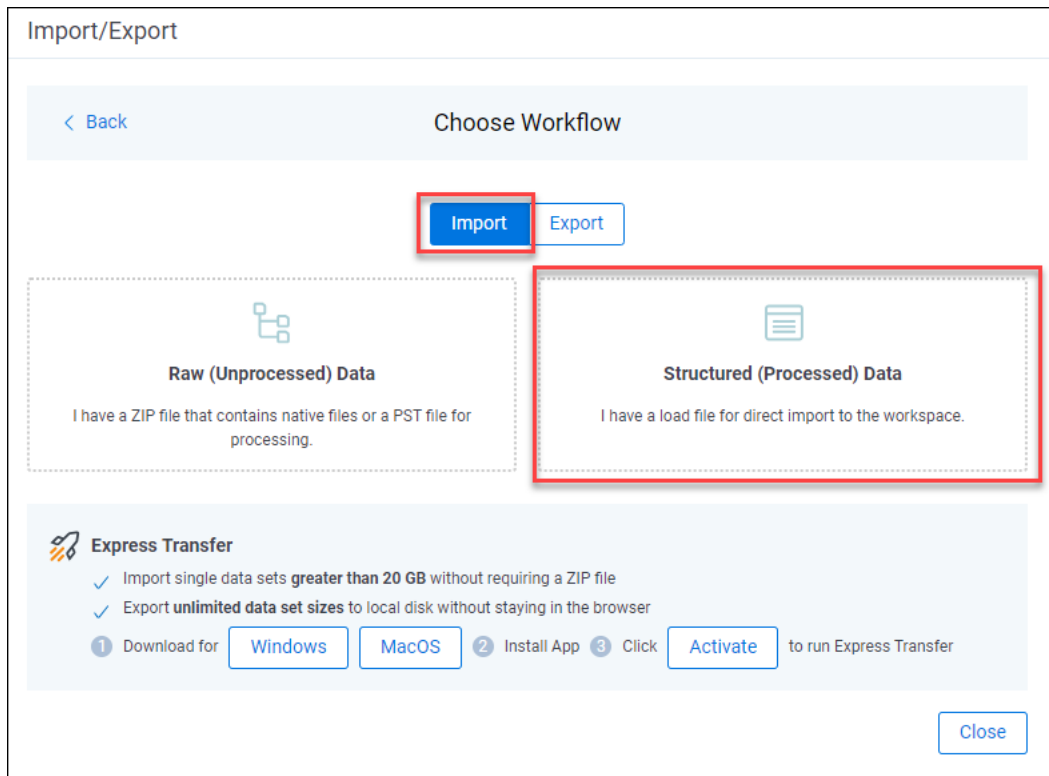 Import/Export
Back
Choose Workflow
Import Export
Raw (Unprocessed) Data
I have a ZIP file that contains native files or a PST file for
processing.
Structured (Processed) Data
I have a load file for direct import to the workspace.
Express Transfer
Import single data sets greater than 20 GB without requiring a ZIP file
Export unlimited data set sizes to local disk without staying in the browser
1 Download for Windows MacOS 2 Install App 3 Click Activate to run Express Transfer
Close